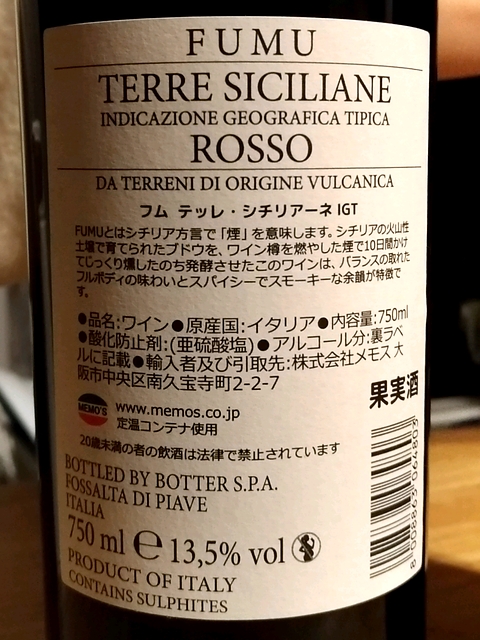 FUMU
TERRE SICILIANE
INDICAZIONE GEOGRAFICA TIPICA
ROSSO
DA TERRENI DI ORIGINE VULCANICA
フム テッレ・シチリアーネ IGT
FUMUとはシチリア方言で「煙」を意味します。シチリアの火山性
土壌で育てられたブドウを、ワイン樽を燃やした煙で10日間かけ
てじっくり燻したのち発酵させたこのワインは、バランスの取れた
フルボディの味わいとスパイシーでスモーキーな余韻が特徴で
す。
●品名:ワイン●原産国:イタリア●内容量:750ml
●酸化防止剤:(亜硫酸塩)●アルコール分:裏ラベ
ルに記載●輸入者及び引取先:株式会社メモス 大
阪市中央区南久宝寺町2-2-7
果実酒
MEMO'S
www.memos.co.jp
定温コンテナ使用
20歳未満の者の飲酒は法律で禁止されています
BOTTLED BY BOTTER S.P.A.
FOSSALTA DI PIAVE
ITALIA
750 ml ℮ 13,5% vol
PRODUCT OF ITALY
CONTAINS SULPHITES
8 008863 064803